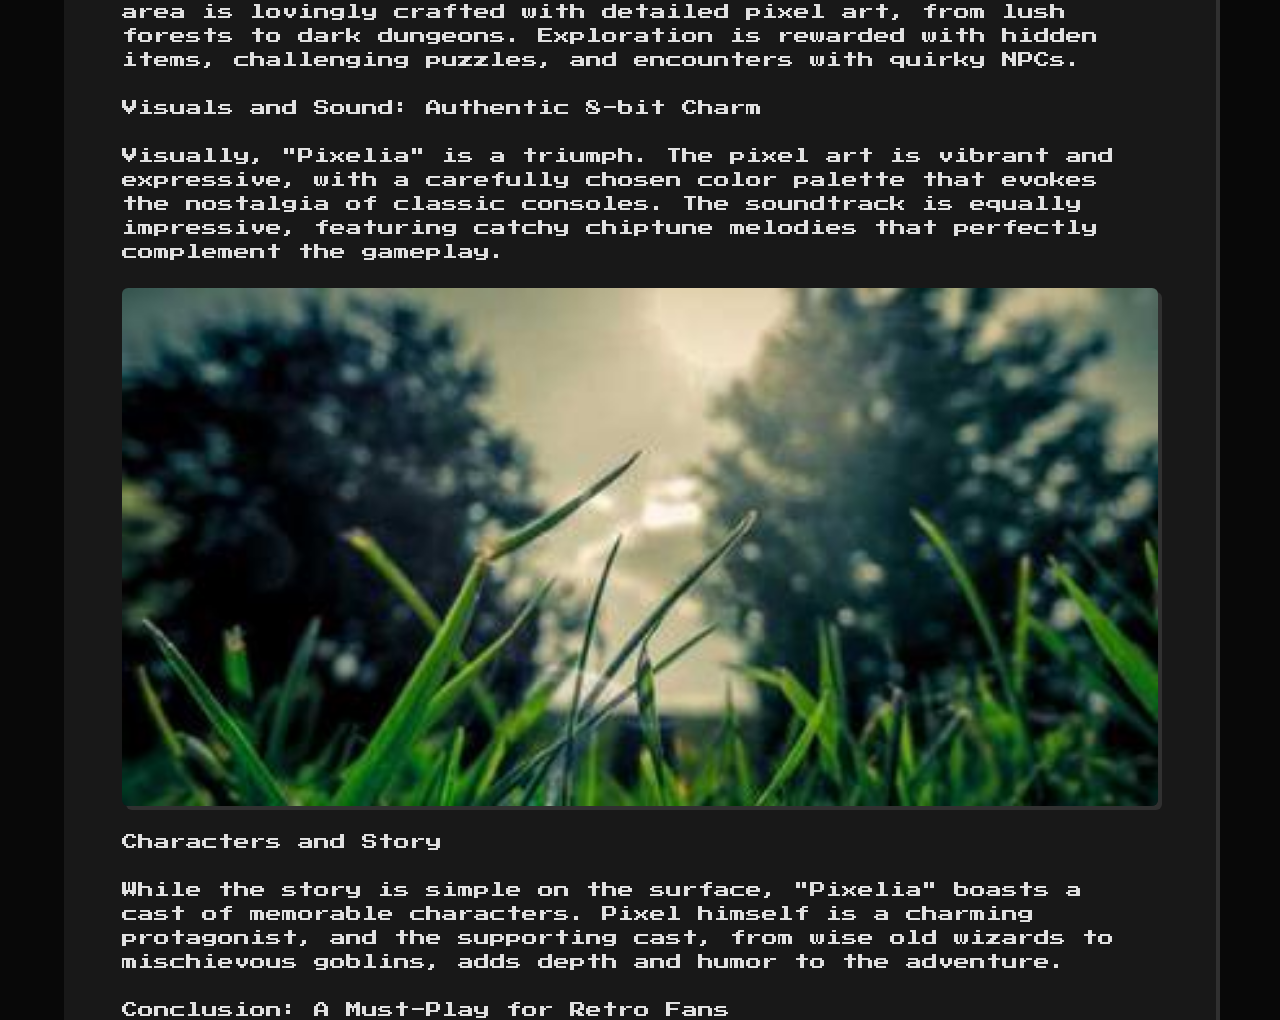 area is lovingly crafted with detailed pixel art, from lush
forests to dark dungeons. Exploration is rewarded with hidden
items, challenging puzzles, and encounters with quirky NPCs.
Visuals and Sound: Authentic 8-bit Charm
Visually, "Pixelia" is a triumph. The pixel art is vibrant and
expressive, with a carefully chosen color palette that evokes
the nostalgia of classic consoles. The soundtrack is equally
impressive, featuring catchy chiptune melodies that perfectly
complement the gameplay.
Characters and Story
While the story is simple on the surface, "Pixelia" boasts a
cast of memorable characters. Pixel himself is a charming
protagonist, and the supporting cast, from wise old wizards to
mischievous goblins, adds depth and humor to the adventure.
Conclusion: A Must-Play for Retro Fans